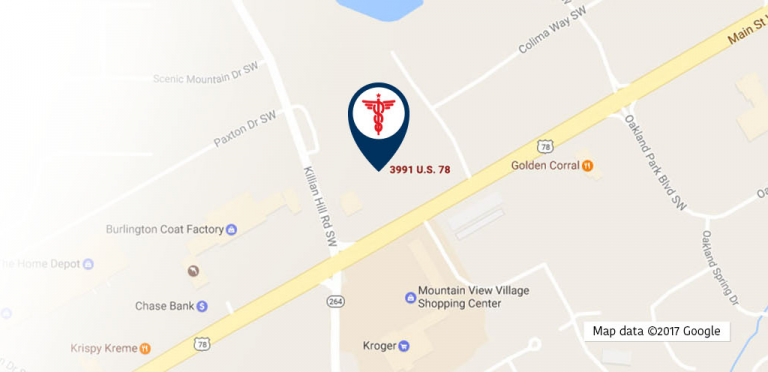 Colima Way SW
Main St
Scenic Mountain Dr SW
Paxton Dr SW
Killian Hill Rd SW
3991 U.S. 78
78
Golden Corral
Oakland Park Blvd SW
Oakland Spring Dr
Oa
Burlington Coat Factory
The Home Depot
Chase Bank
Krispy Kreme
78
264
Mountain View Village
Shopping Center
Kroger
Map data ©2017 Google
n Dr